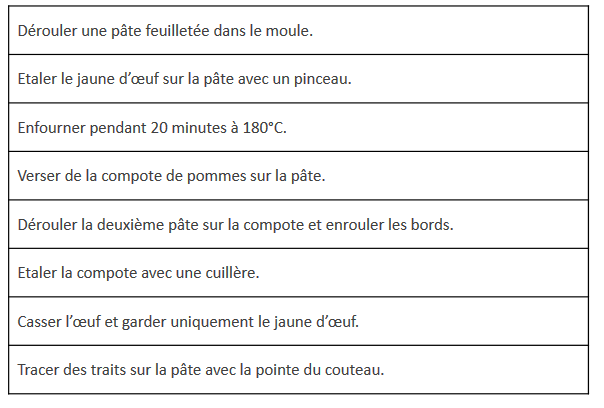 Dérouler une pâte feuilletée dans le moule.
Etaler le jaune d’œuf sur la pâte avec un pinceau.
Enfourner pendant 20 minutes à 180°C.
Verser de la compote de pommes sur la pâte.
Dérouler la deuxième pâte sur la compote et enrouler les bords.
Etaler la compote avec une cuillère.
Casser l’œuf et garder uniquement le jaune d’œuf.
Tracer des traits sur la pâte avec la pointe du couteau.